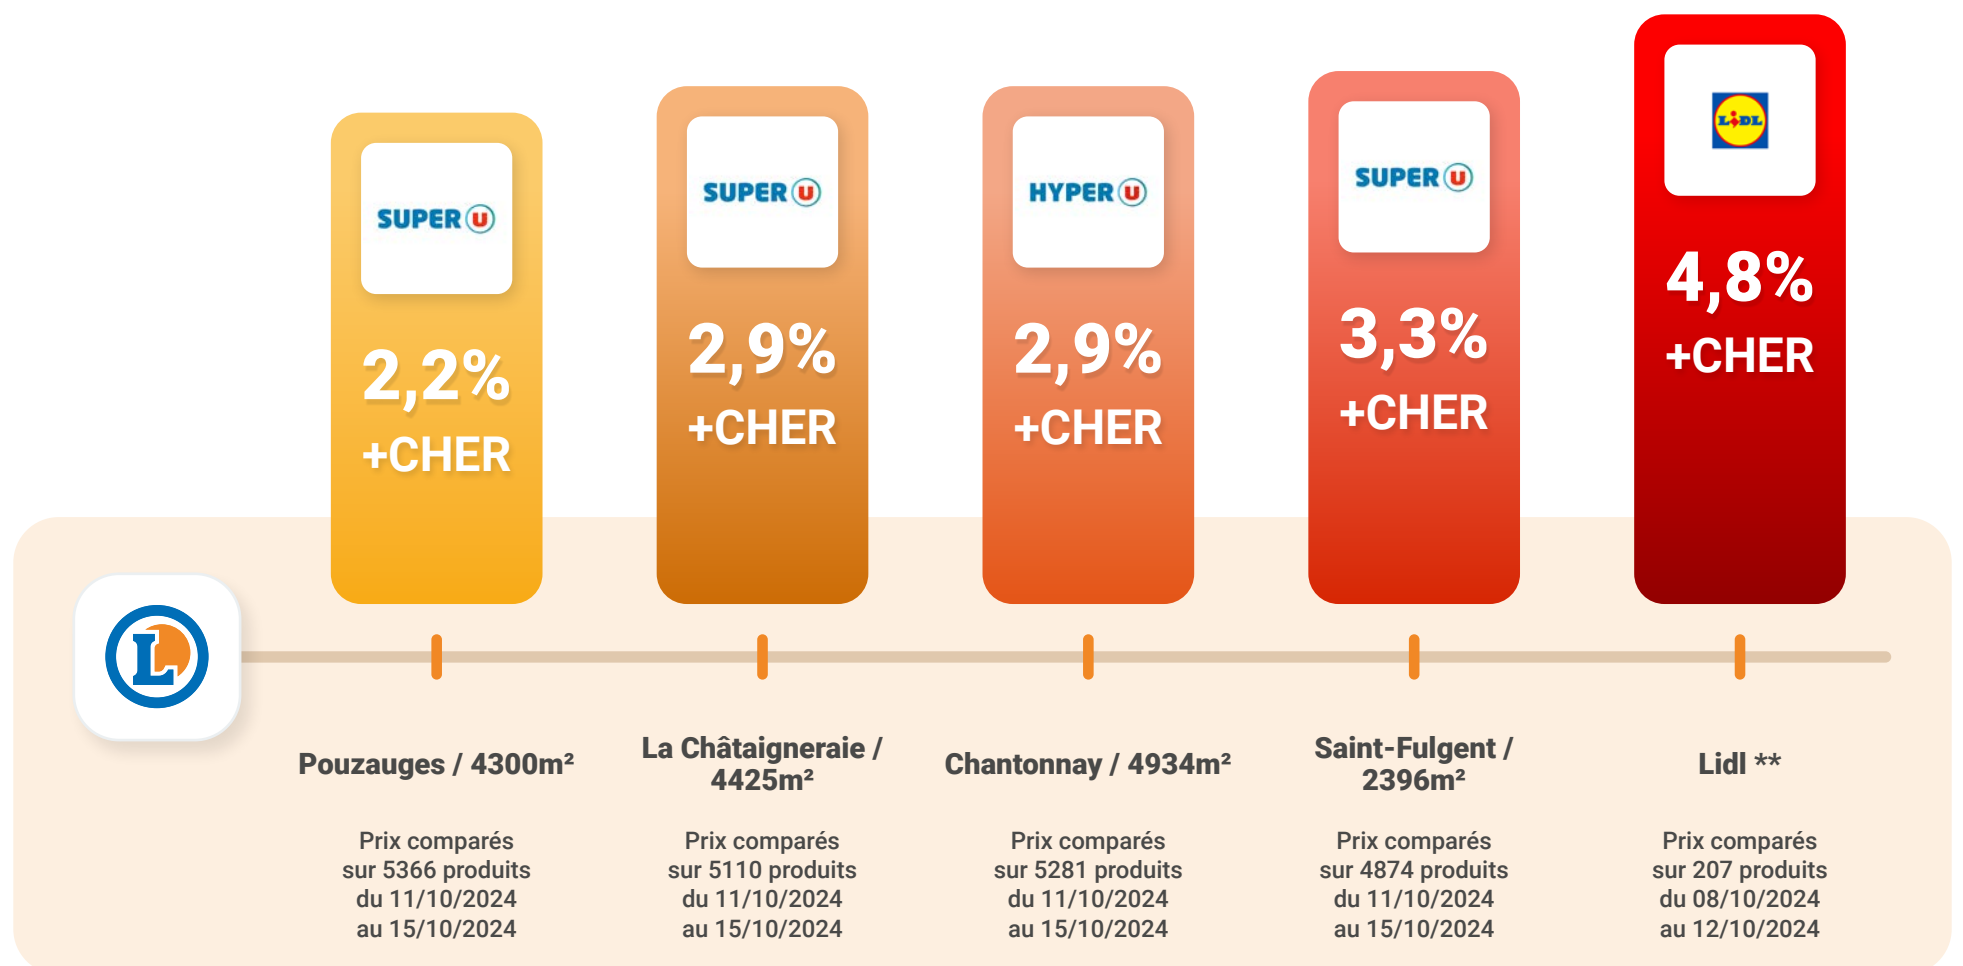 SUPER U
2,2%
+CHER
SUPER U
2,9%
+CHER
HYPER U
2,9%
+CHER
SUPER U
3,3%
+CHER
LIDL
4,8%
+CHER
L
Pouzauges / 4300m²
Prix comparés
sur 5366 produits
du 11/10/2024
au 15/10/2024
La Châtaigneraie /
4425m²
Prix comparés
sur 5110 produits
du 11/10/2024
au 15/10/2024
Chantonnay / 4934m²
Prix comparés
sur 5281 produits
du 11/10/2024
au 15/10/2024
Saint-Fulgent /
2396m²
Prix comparés
sur 4874 produits
du 11/10/2024
au 15/10/2024
Lidl **
Prix comparés
sur 207 produits
du 08/10/2024
au 12/10/2024